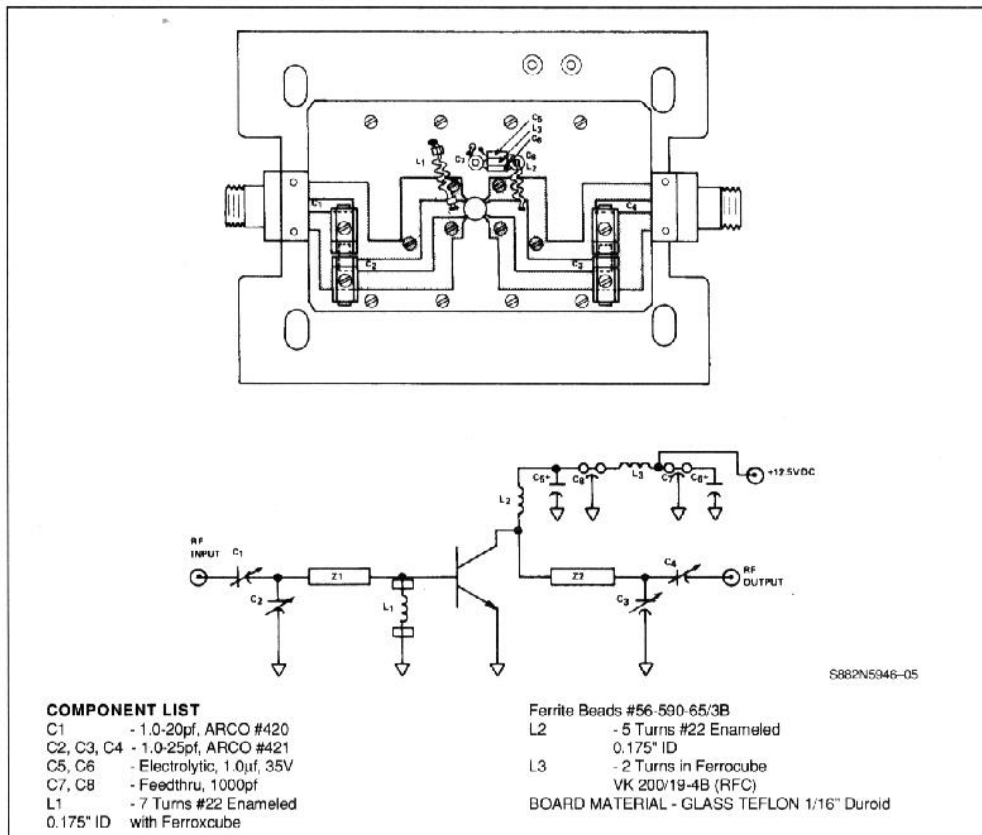 C5
L3
C6
L1
C7
C8
L2
C1
C4
C2
C3
+12.5VDC
C5+
C8
L3
C7
C6+
L2
RF
INPUT
C1
Z1
C2
L1
Z2
C4
RF
OUTPUT
C3
S882N5946–05
COMPONENT LIST
C1 - 1.0-20pf, ARCO #420
C2, C3, C4 - 1.0-25pf, ARCO #421
C5, C6 - Electrolytic, 1.0µf, 35V
C7, C8 - Feedthru, 1000pf
L1 - 7 Turns #22 Enameled
0.175" ID with Ferroxcube
Ferrite Beads #56-590-65/3B
L2 - 5 Turns #22 Enameled
0.175" ID
L3 - 2 Turns in Ferrocube
VK 200/19-4B (RFC)
BOARD MATERIAL - GLASS TEFLON 1/16" Duroid